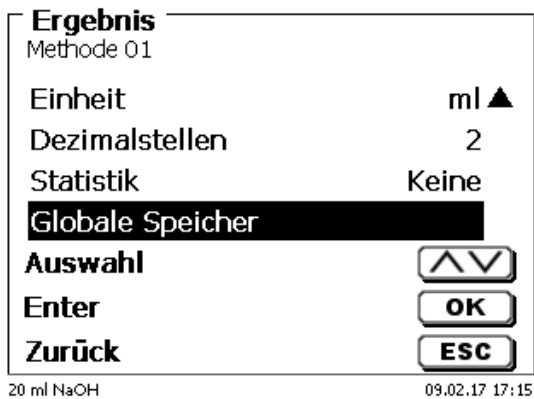 Ergebnis
Methode 01
Einheit ml ▲
Dezimalstellen 2
Statistik Keine
Globale Speicher
Auswahl
Enter OK
Zurück ESC
20 ml NaOH 09.02.17 17:15